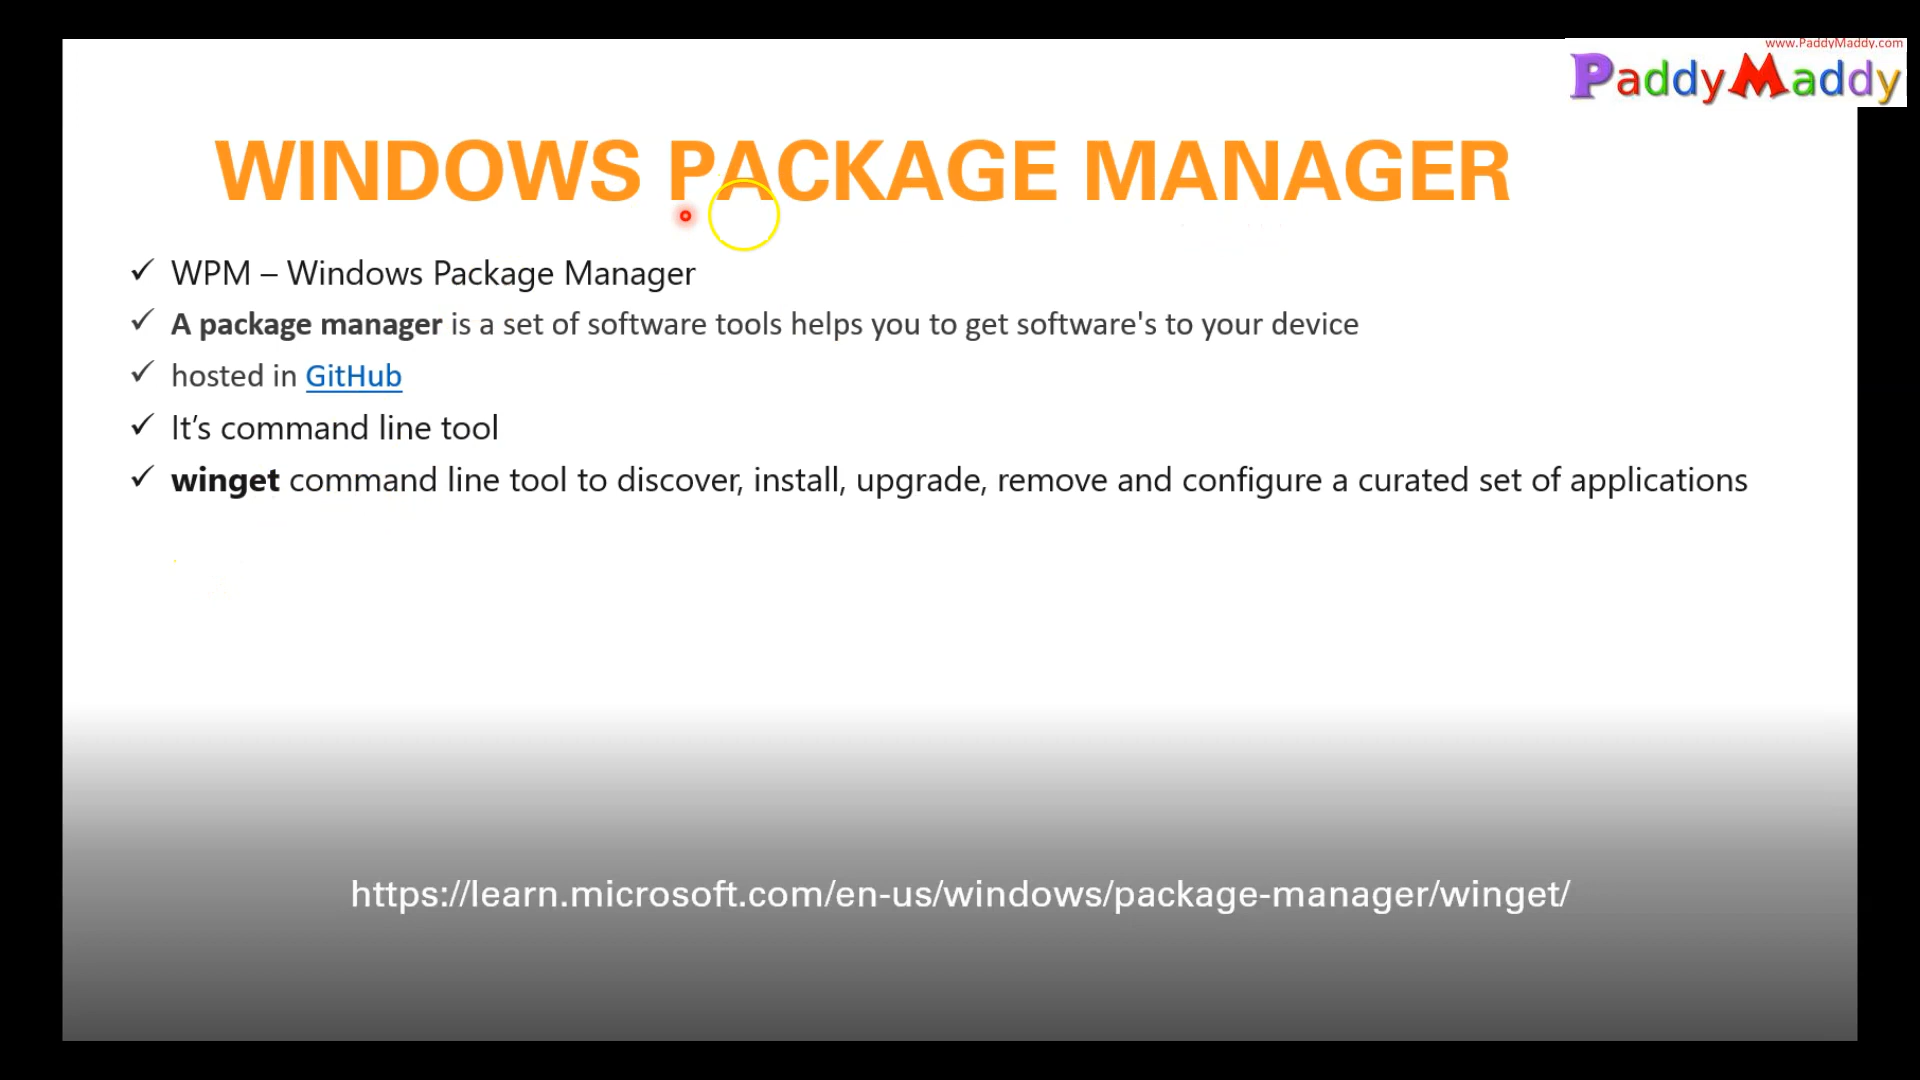 www.PaddyMaddy.com
PaddyMaddy
WINDOWS PACKAGE MANAGER
✓ WPM – Windows Package Manager
✓ A package manager is a set of software tools helps you to get software's to your device
✓ hosted in GitHub
✓ It’s command line tool
✓ winget command line tool to discover, install, upgrade, remove and configure a curated set of applications
https://learn.microsoft.com/en-us/windows/package-manager/winget/